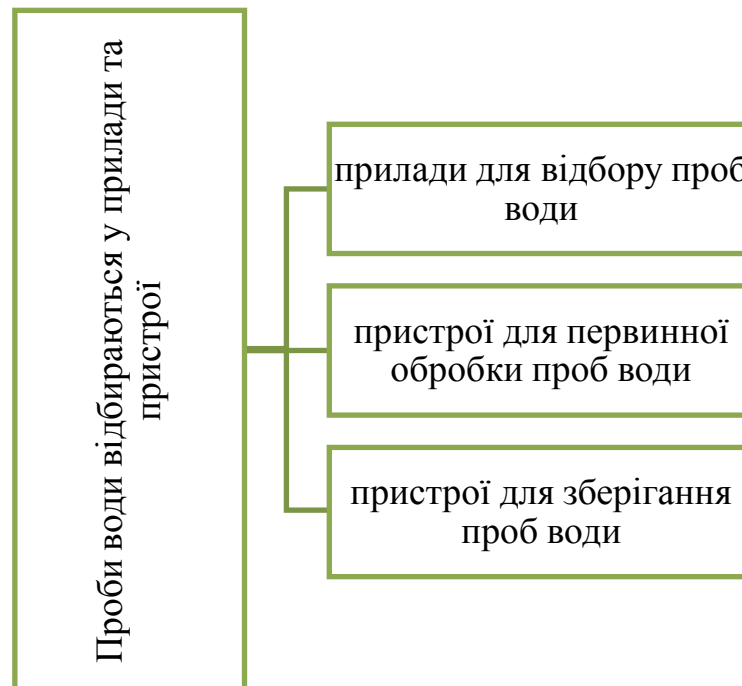 Проби води відбираються у прилади та
пристрої
прилади для відбору проб
води
пристрої для первинної
обробки проб води
пристрої для зберігання
проб води